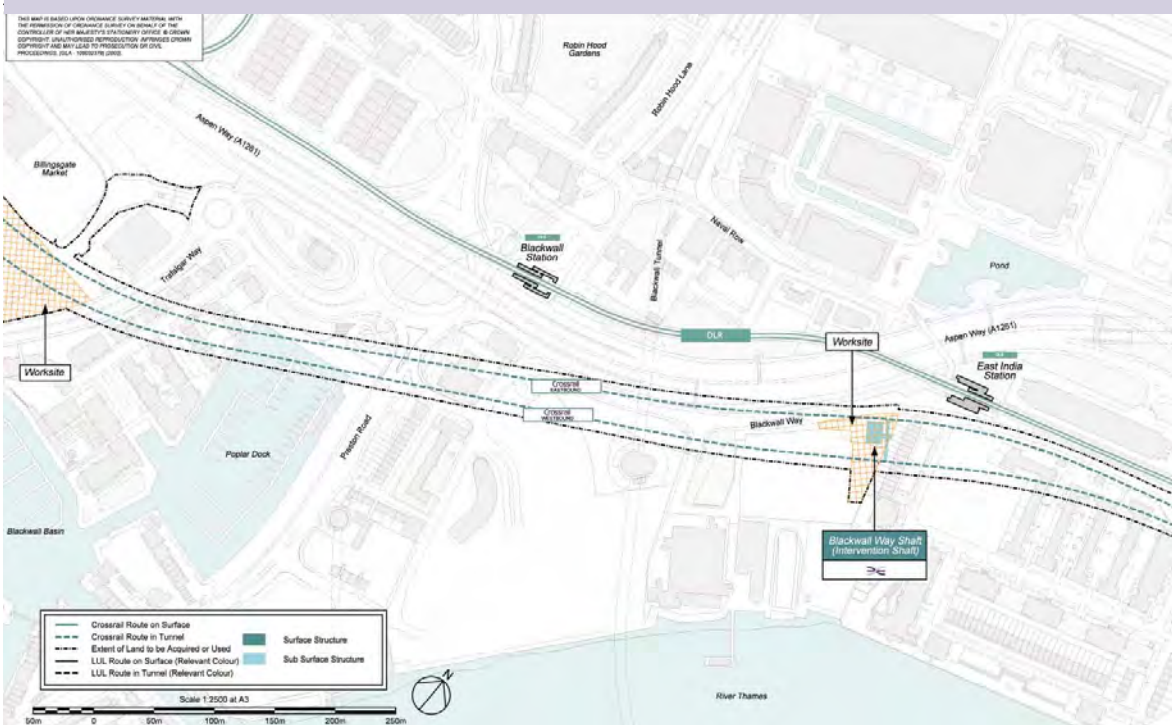 THIS MAP IS BASED UPON ORDNANCE SURVEY MATERIAL WITH
THE PERMISSION OF ORDNANCE SURVEY ON BEHALF OF THE
CONTROLLER OF HER MAJESTY'S STATIONERY OFFICE. © CROWN
COPYRIGHT. UNAUTHORISED REPRODUCTION INFRINGES CROWN
COPYRIGHT AND MAY LEAD TO PROSECUTION OR CIVIL
PROCEEDINGS. (2005)
Robin Hood
Gardens
Robin Hood Lane
Aspen Way (A1261)
Billingsgate
Market
Trafalgar Way
Blackwall
Station
Blackwall Tunnel
Naval Row
Pond
DLR
Worksite
Aspen Way (A1261)
East India
Station
Worksite
Crossrail
EASTBOUND
Crossrail
WESTBOUND
Blackwall Way
Preston Road
Poplar Dock
Blackwall Basin
Blackwall Way Shaft
(Intervention Shaft)
Crossrail Route on Surface
Crossrail Route in Tunnel
Extent of Land to be Acquired or Used
LUL Route on Surface (Relevant Colour)
LUL Route in Tunnel (Relevant Colour)
Surface Structure
Sub Surface Structure
Scale 1:2500 at A3
50m 0 50m 100m 150m 200m 250m
N
River Thames